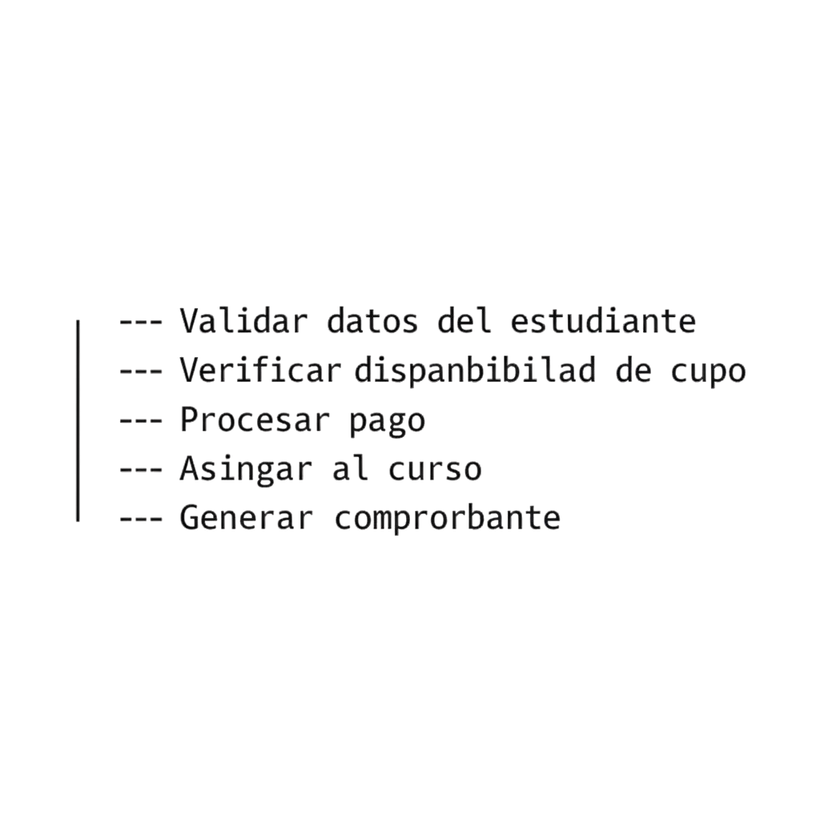 --- Validar datos del estudiante
--- Verificar dispanbibilad de cupo
--- Procesar pago
--- Asingar al curso
--- Generar comprorbante